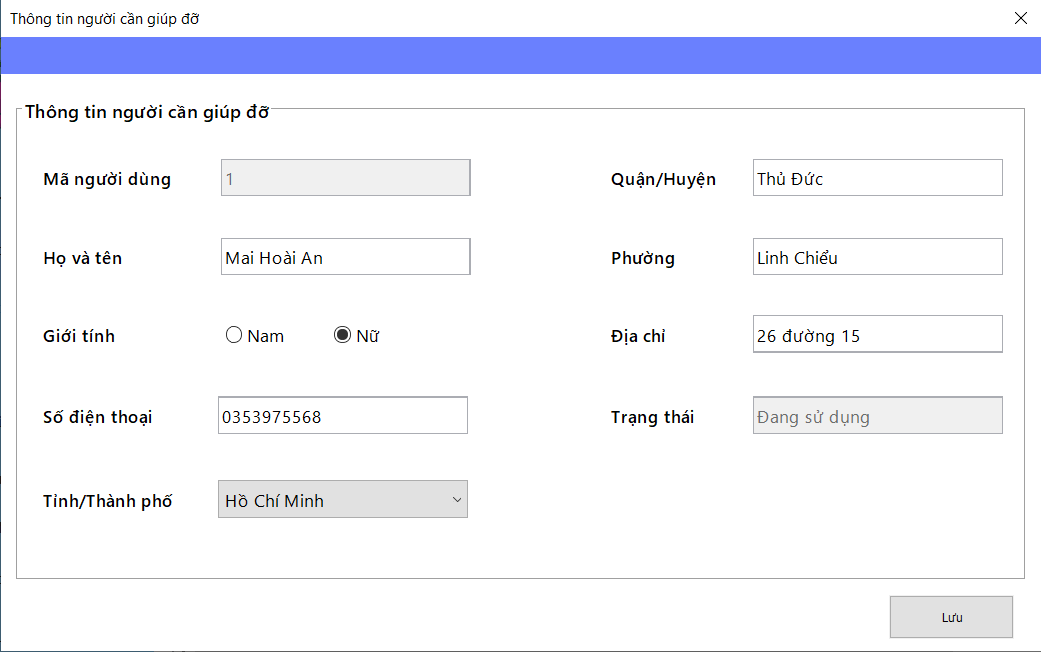 Thông tin người cần giúp đỡ
Thông tin người cần giúp đỡ
Mã người dùng 1 Quận/Huyện Thủ Đức
Họ và tên Mai Hoài An Phường Linh Chiểu
Giới tính Nam Nữ Địa chỉ 26 đường 15
Số điện thoại 0353975568 Trạng thái Đang sử dụng
Tỉnh/Thành phố Hồ Chí Minh
Lưu